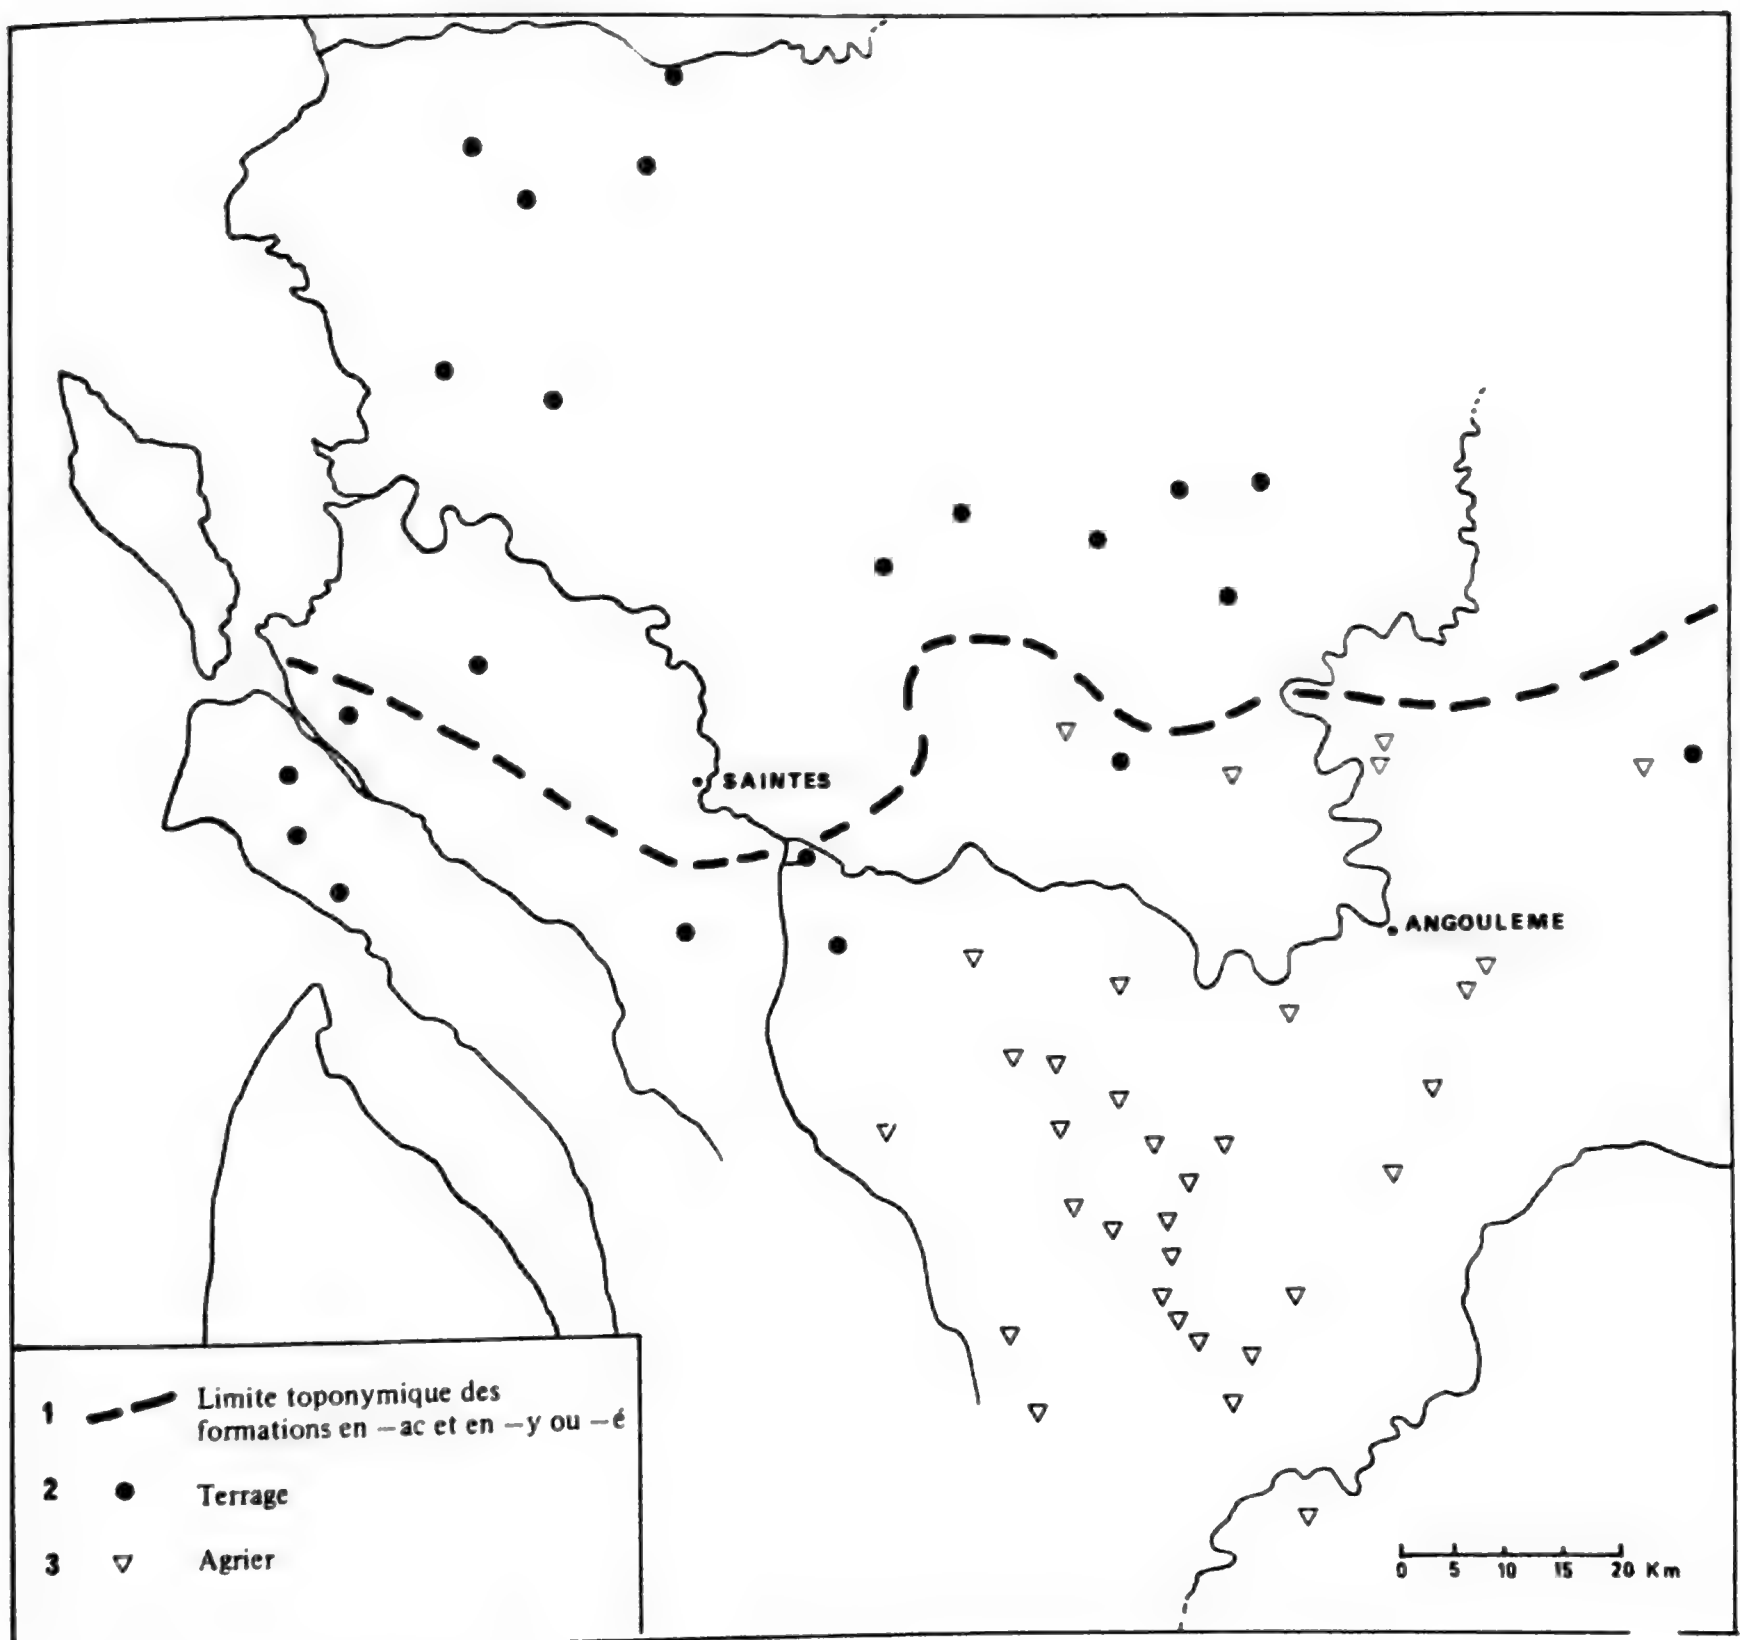 SAINTES
ANGOULEME
1 Limite toponymique des
formations en –ac et en –y ou –é
2 Terrage
3 Agrier
0 5 10 15 20 Km